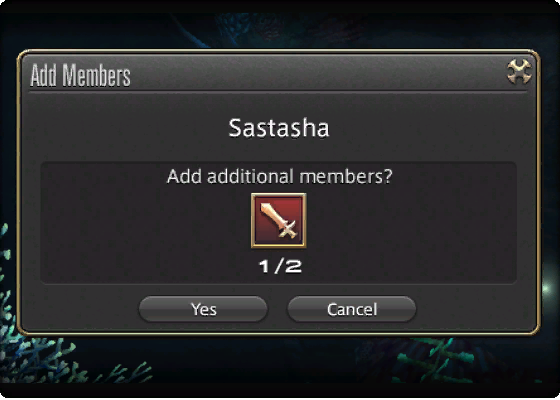 Add Members
Sastasha
Add additional members?
1/2
Yes
Cancel